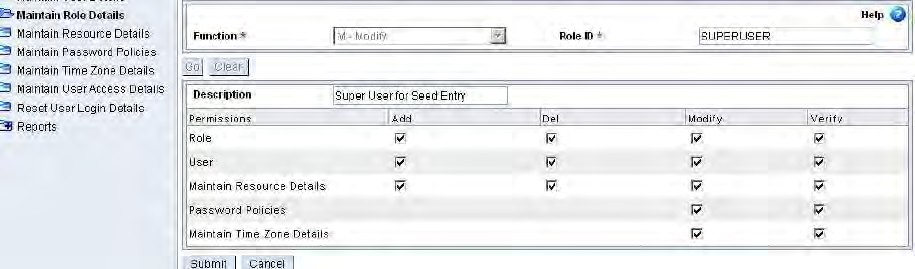 Maintain Role Details
Maintain Resource Details
Maintain Password Policies
Maintain Time Zone Details
Maintain User Access Details
Reset User Login Details
Reports
Help
Function * M - Modify Role ID * SUPERUSER
Go Clear
Description Super User for Seed Entry
Permissions Add Del Modify Verify
Role
User
Maintain Resource Details
Password Policies
Maintain Time Zone Details
Submit Cancel